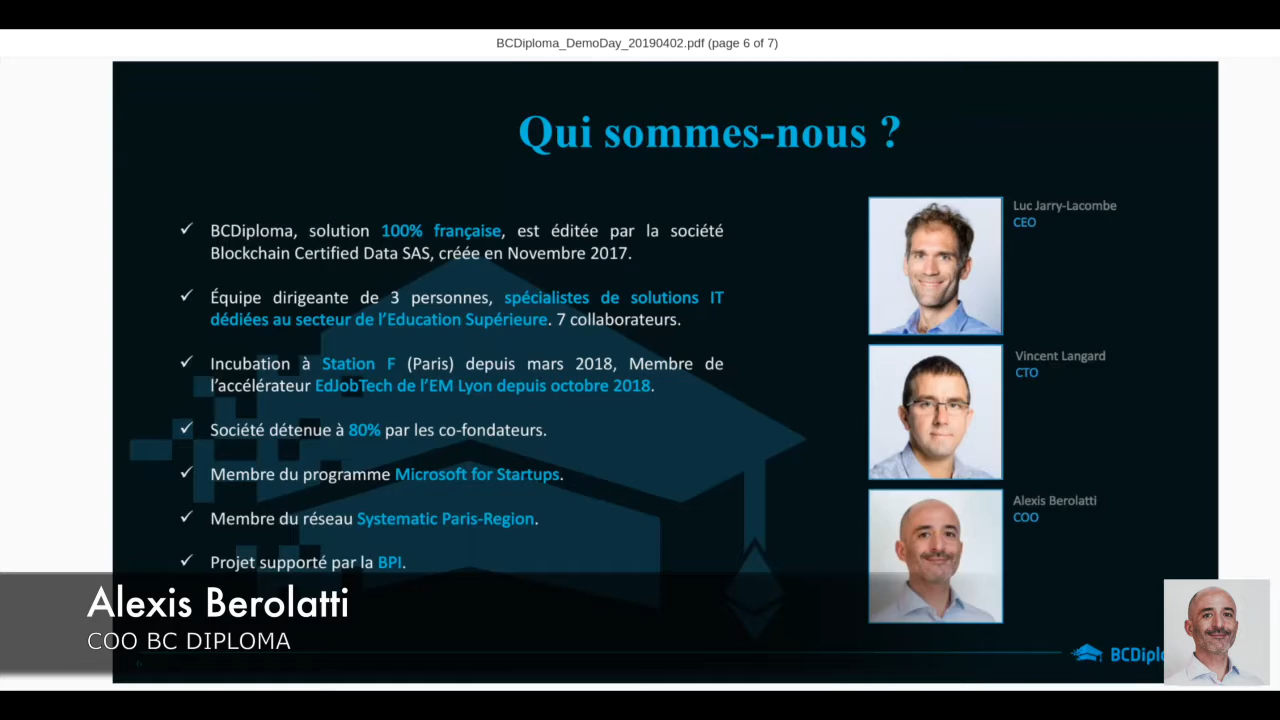 BCDiploma_DemoDay_20190402.pdf (page 6 of 7)
Qui sommes-nous ?
BCDiploma, solution 100% française, est éditée par la société
Blockchain Certified Data SAS, créée en Novembre 2017.
Équipe dirigeante de 3 personnes, spécialistes de solutions IT
dédiées au secteur de l’Education Supérieure. 7 collaborateurs.
Incubation à Station F (Paris) depuis mars 2018, Membre de
l’accélérateur EdJobTech de l’EM Lyon depuis octobre 2018.
Société détenue à 80% par les co-fondateurs.
Membre du programme Microsoft for Startups.
Membre du réseau Systematic Paris-Region.
Projet supporté par la BPI.
Luc Jarry-Lacombe
CEO
Vincent Langard
CTO
Alexis Berolatti
COO
Alexis Berolatti
COO BC DIPLOMA